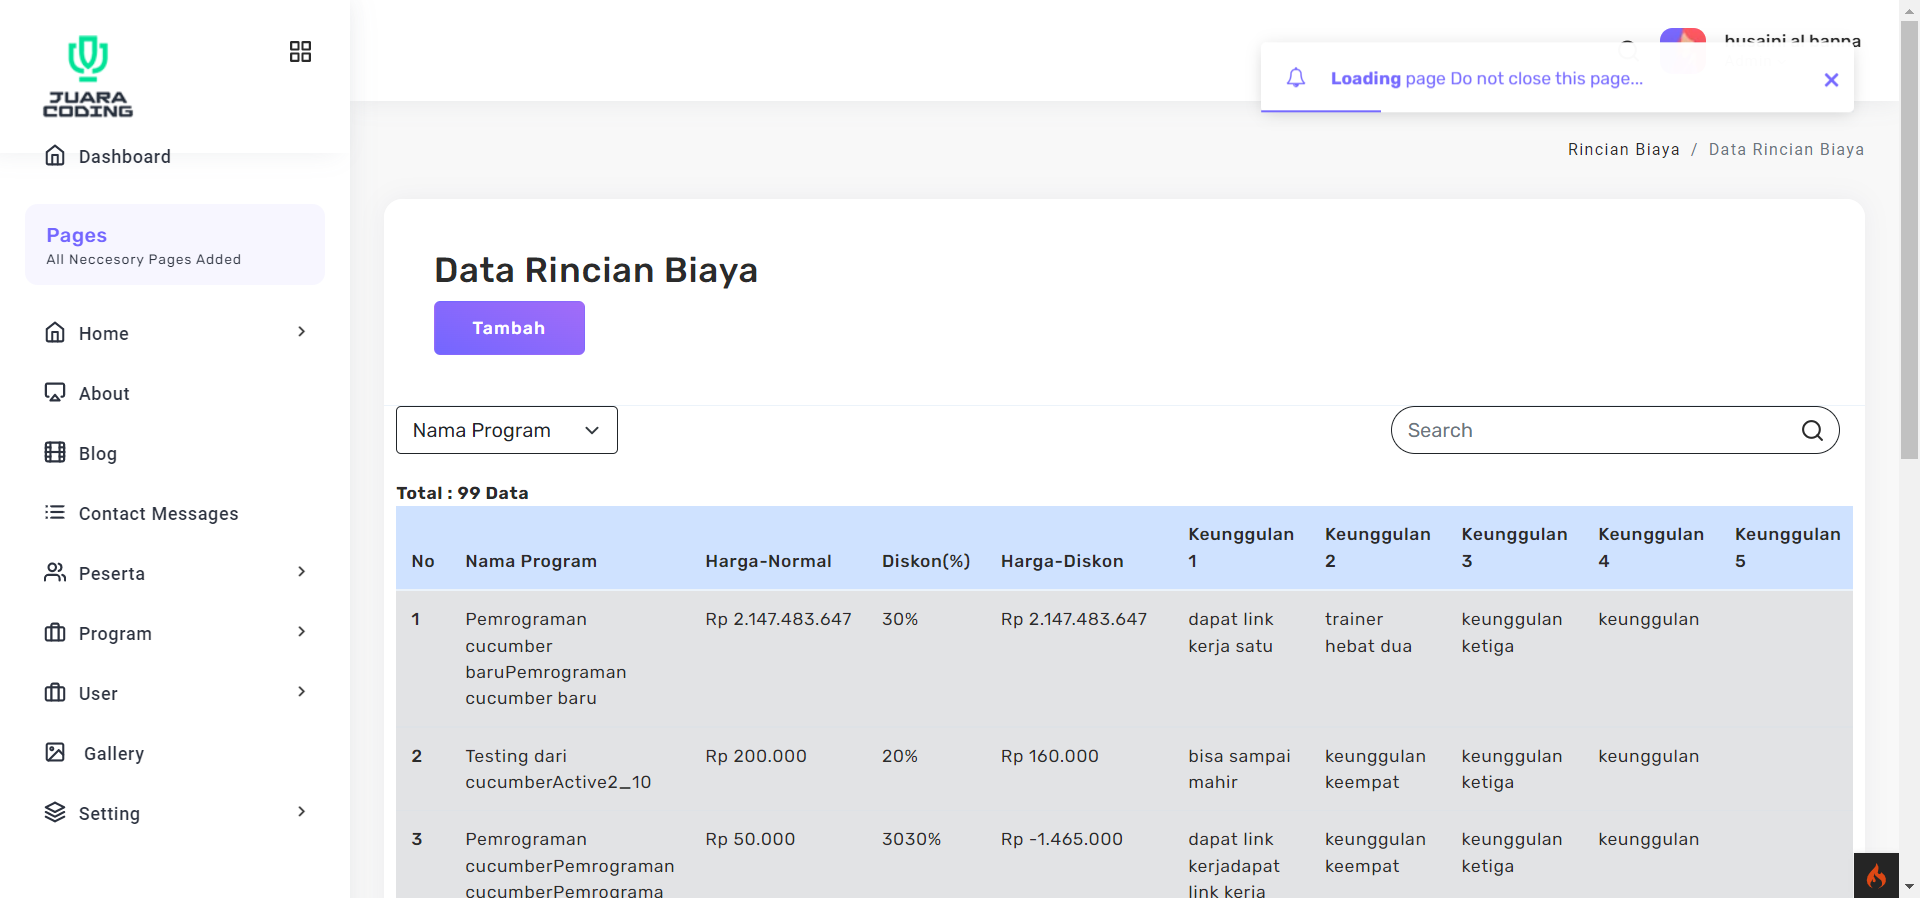 JUARA
CODING
Dashboard
Pages
All Neccesory Pages Added
Home
About
Blog
Contact Messages
Peserta
Program
User
Gallery
Setting
Loading page Do not close this page...
Rincian Biaya / Data Rincian Biaya
Data Rincian Biaya
Tambah
Nama Program
Search
Total : 99 Data
No Nama Program Harga-Normal Diskon(%) Harga-Diskon Keunggulan 1 Keunggulan 2 Keunggulan 3 Keunggulan 4 Keunggulan 5
1 Pemrograman cucumber baruPemrograman cucumber baru Rp 2.147.483.647 30% Rp 2.147.483.647 dapat link kerja satu trainer hebat dua keunggulan ketiga keunggulan
2 Testing dari cucumberActive2_10 Rp 200.000 20% Rp 160.000 bisa sampai mahir keunggulan keempat keunggulan ketiga keunggulan
3 Pemrograman cucumberPemrograman cucumberPemrograma Rp 50.000 3030% Rp -1.465.000 dapat link kerjadapat link kerja keunggulan keempat keunggulan ketiga keunggulan